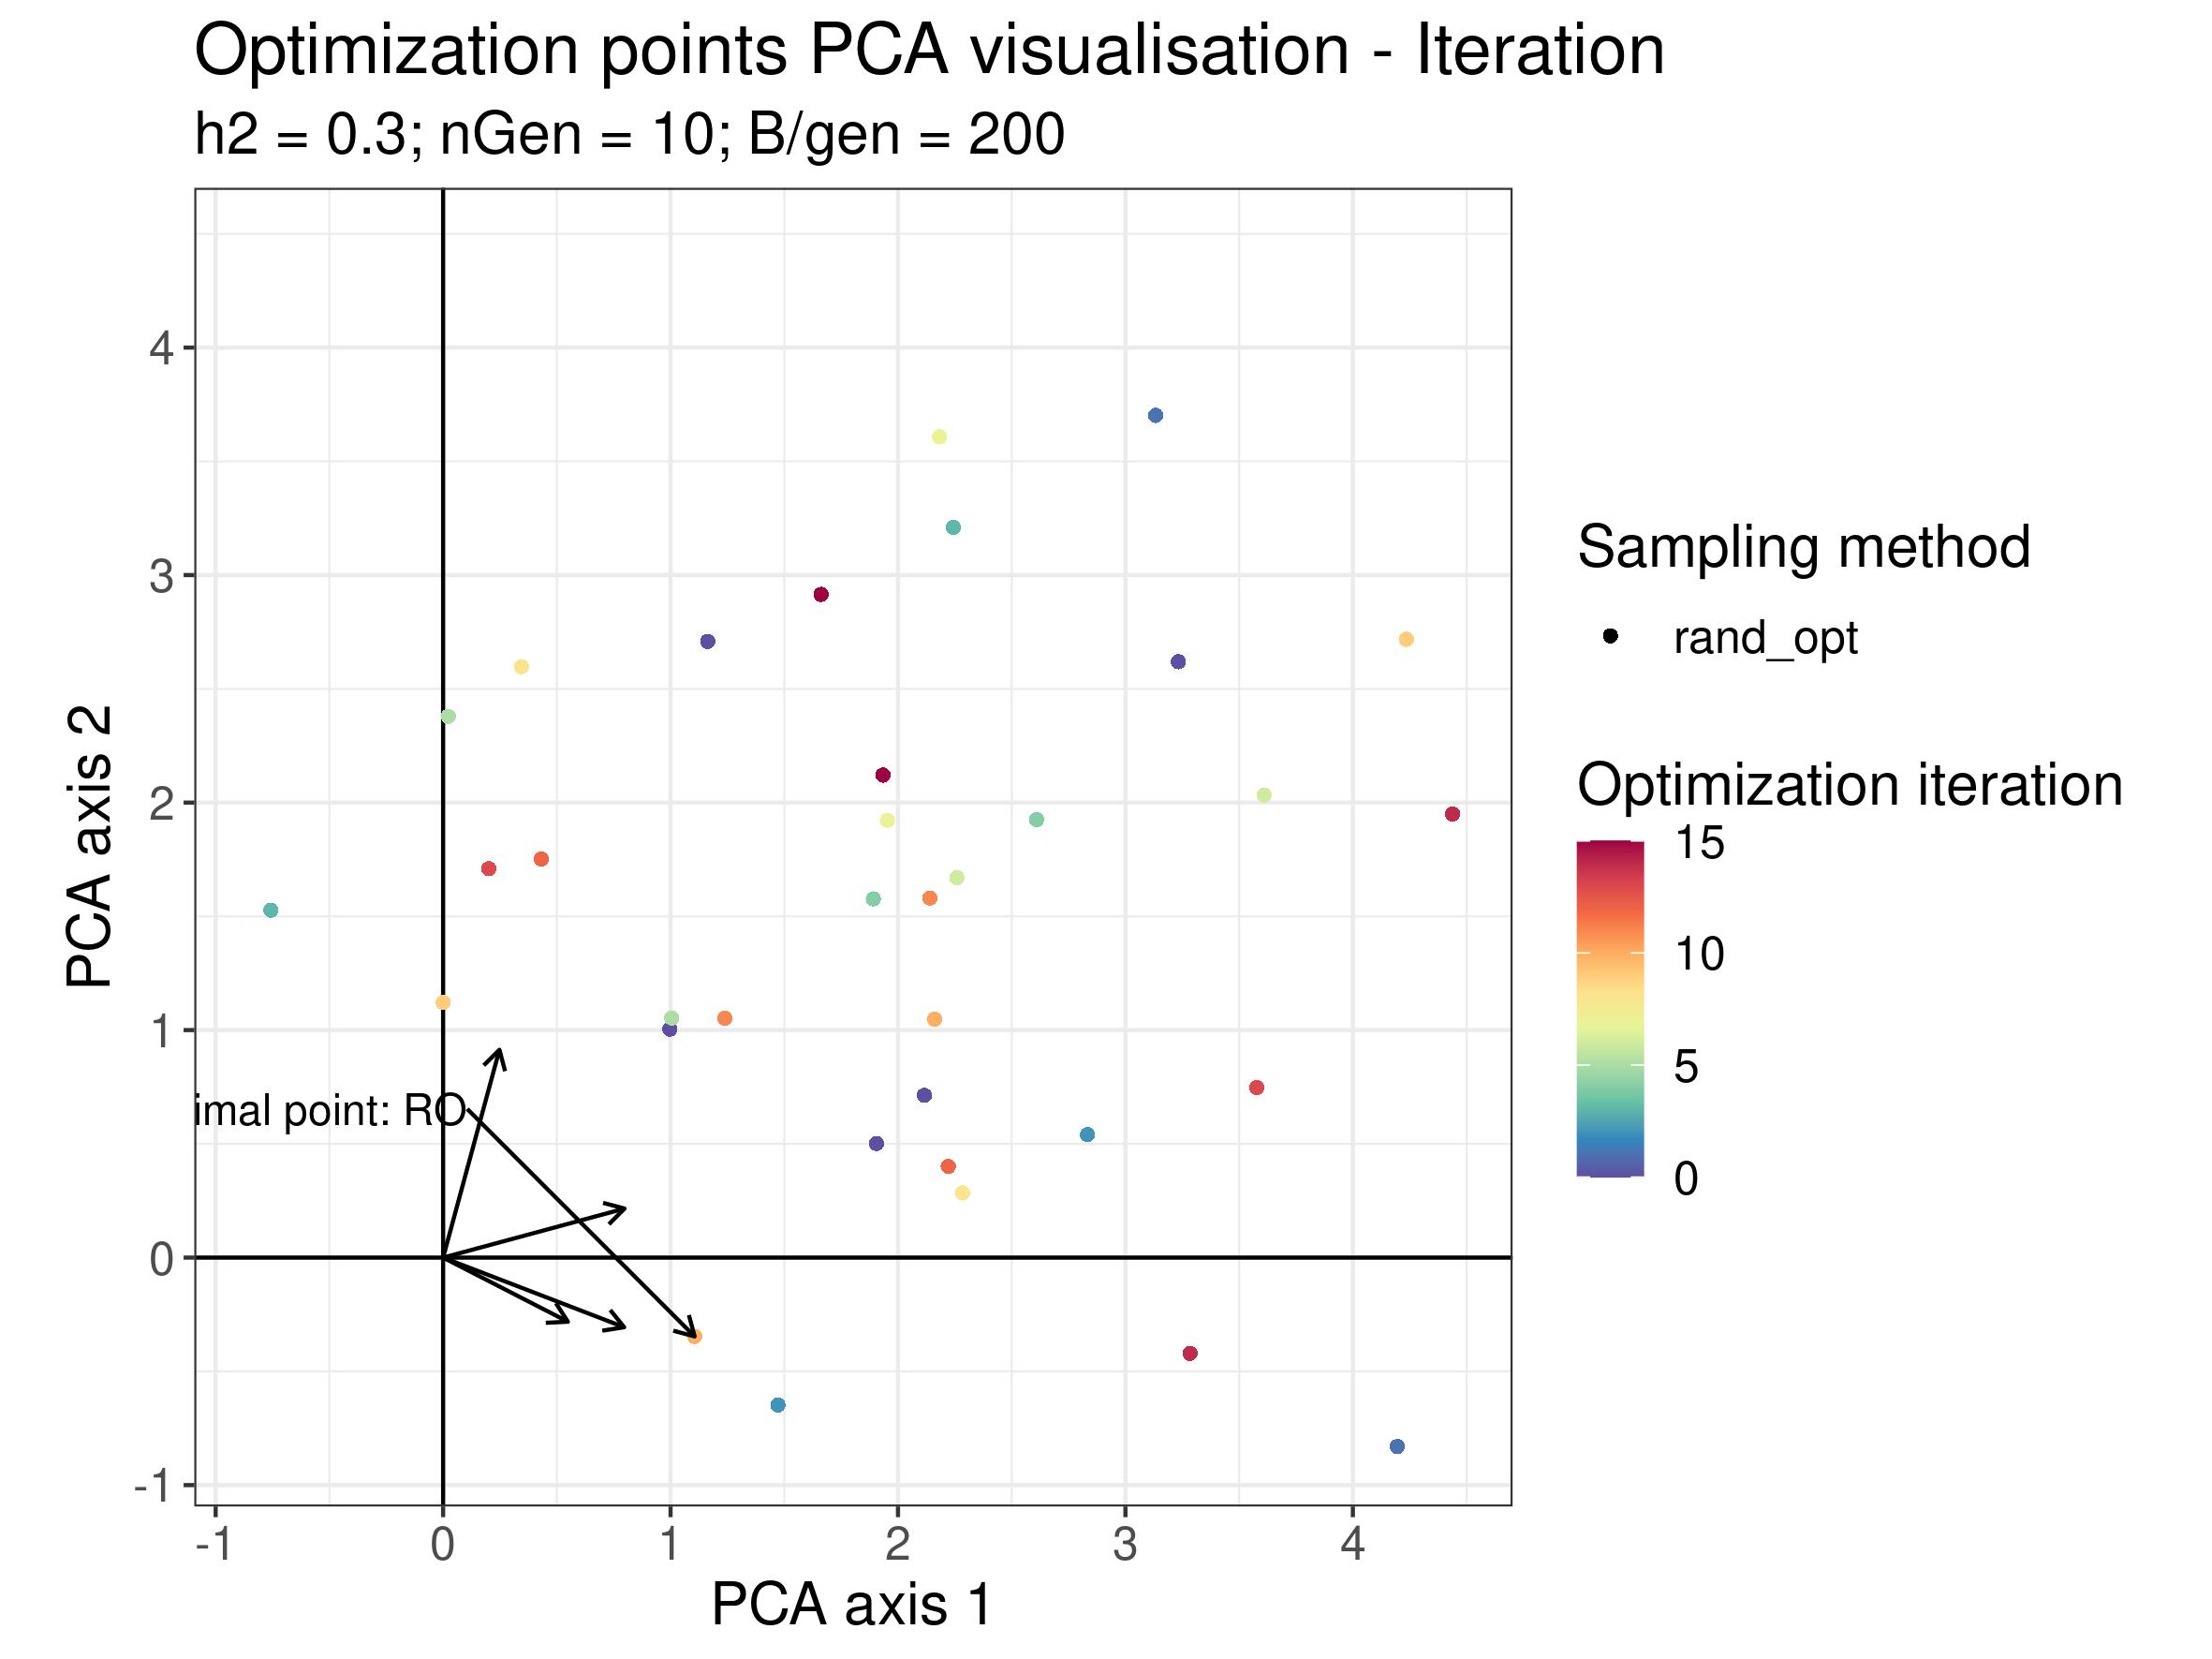 Optimization points PCA visualisation - Iteration
h2 = 0.3; nGen = 10; B/gen = 200
4
3
2
1
0
-1
PCA axis 2
imal point: RO
-1 0 1 2 3 4
PCA axis 1
Sampling method
rand_opt
Optimization iteration
15
10
5
0